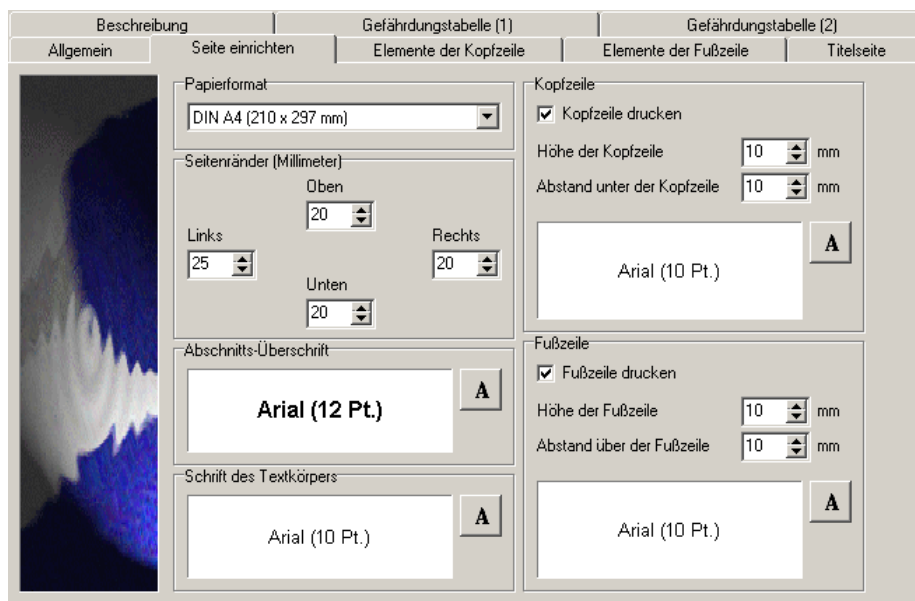 Beschreibung
Gefährdungstabelle (1)
Gefährdungstabelle (2)
Allgemein
Seite einrichten
Elemente der Kopfzeile
Elemente der Fußzeile
Titelseite
Papierformat
DIN A4 (210 x 297 mm)
Seitenränder (Millimeter)
Oben
20
Links
25
Rechts
20
Unten
20
Abschnitts-Überschrift
Arial (12 Pt.)
A
Schrift des Textkörpers
Arial (10 Pt.)
A
Kopfzeile
Kopfzeile drucken
Höhe der Kopfzeile 10 mm
Abstand unter der Kopfzeile 10 mm
Arial (10 Pt.)
A
Fußzeile
Fußzeile drucken
Höhe der Fußzeile 10 mm
Abstand über der Fußzeile 10 mm
Arial (10 Pt.)
A